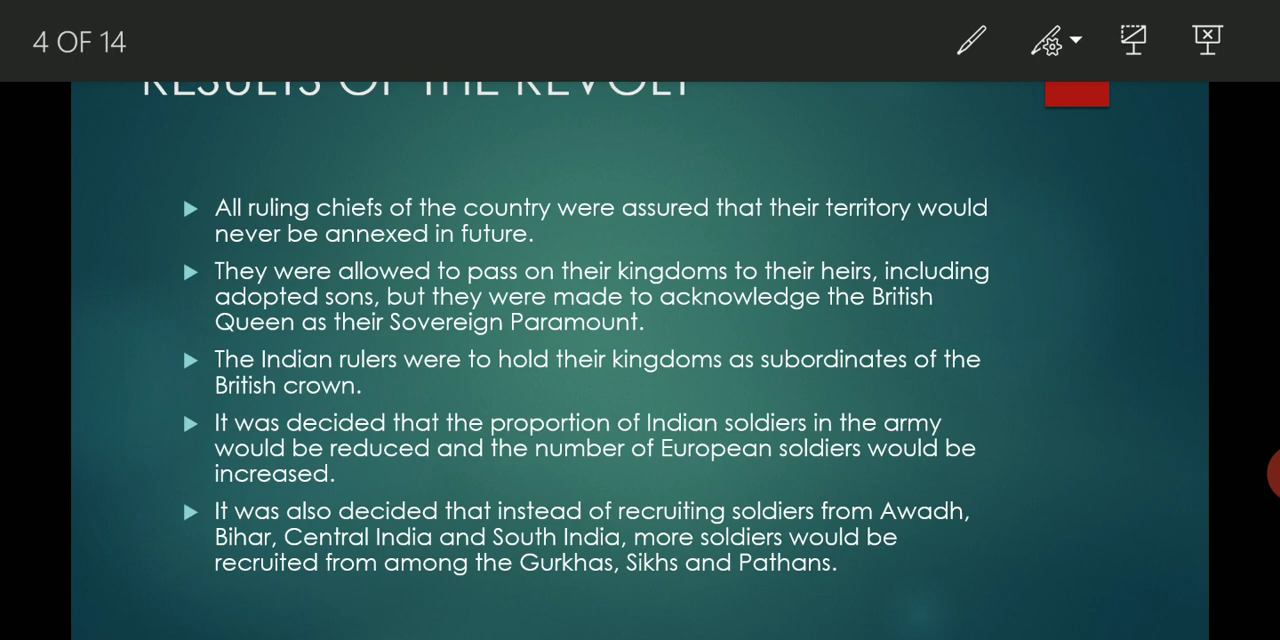 4 OF 14
RESULTS OF THE REVOLT
All ruling chiefs of the country were assured that their territory would
never be annexed in future.
They were allowed to pass on their kingdoms to their heirs, including
adopted sons, but they were made to acknowledge the British
Queen as their Sovereign Paramount.
The Indian rulers were to hold their kingdoms as subordinates of the
British crown.
It was decided that the proportion of Indian soldiers in the army
would be reduced and the number of European soldiers would be
increased.
It was also decided that instead of recruiting soldiers from Awadh,
Bihar, Central India and South India, more soldiers would be
recruited from among the Gurkhas, Sikhs and Pathans.